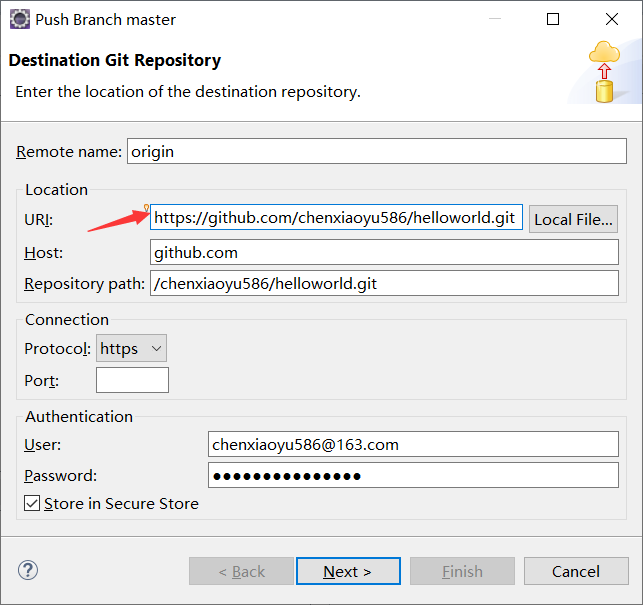 Push Branch master
Destination Git Repository
Enter the location of the destination repository.
Remote name: origin
Location
URI: https://github.com/chenxiaoyu586/helloworld.git Local File...
Host: github.com
Repository path: /chenxiaoyu586/helloworld.git
Connection
Protocol: https
Port:
Authentication
User: chenxiaoyu586@163.com
Password: ●●●●●●●●●●●●●●●
Store in Secure Store
< Back Next > Finish Cancel